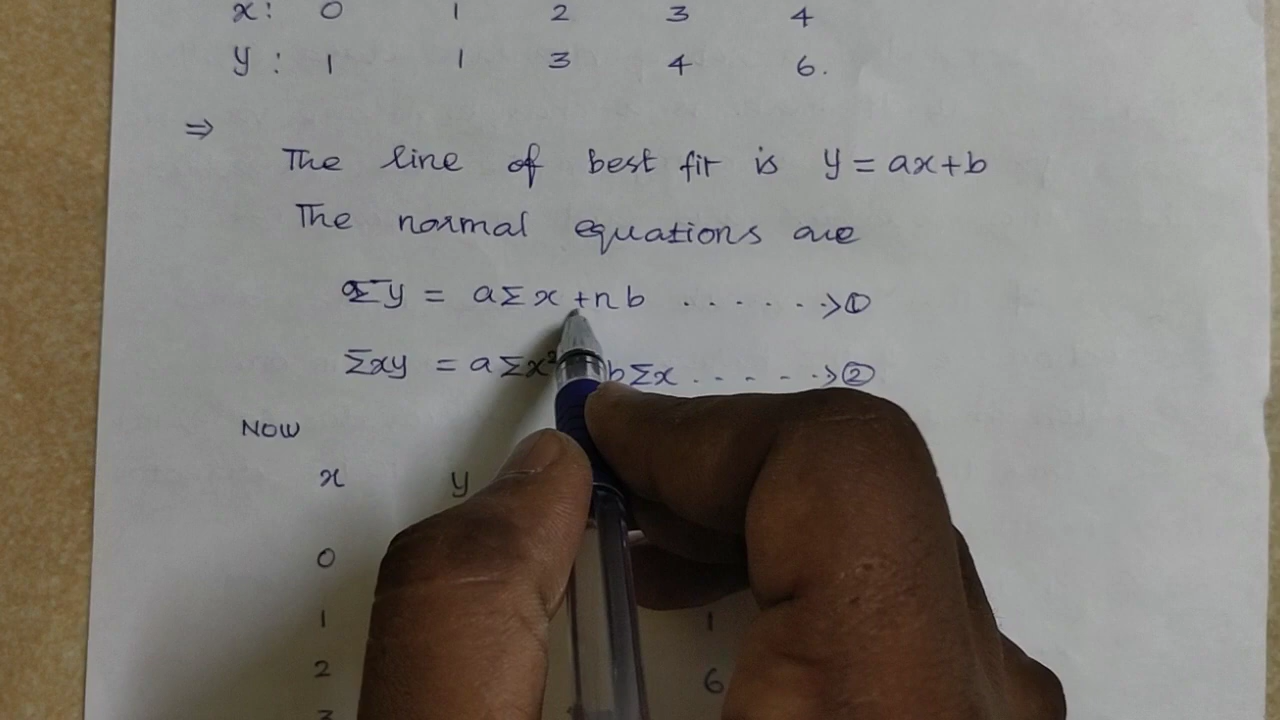 x: 0 1 2 3 4
y: 1 1 3 4 6.
⇒
The line of best fit is y = ax+b
The normal equations are
Σy = aΣx +nb .......>①
Σxy = aΣx² bΣx.......>②
Now
x y
0
1 1
2 6
3